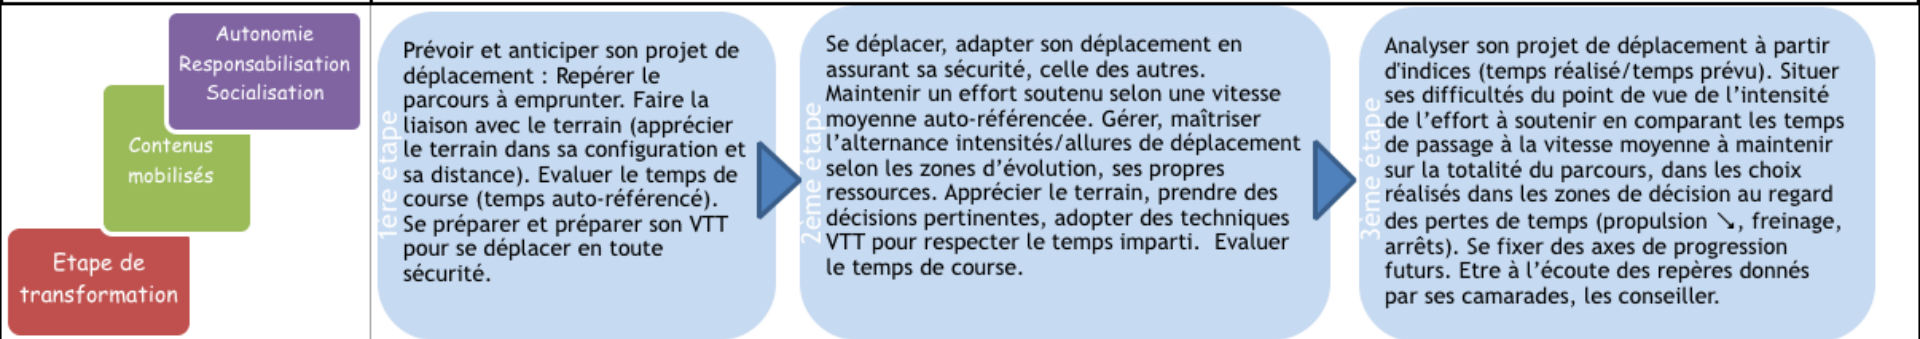 Autonomie
Responsabilisation
Socialisation
Contenus
mobilisés
Etape de
transformation
1ère étape
Prévoir et anticiper son projet de
déplacement : Repérer le
parcours à emprunter. Faire la
liaison avec le terrain (apprécier
le terrain dans sa configuration et
sa distance). Evaluer le temps de
course (temps auto-référencé).
Se préparer et préparer son VTT
pour se déplacer en toute
sécurité.
2ème étape
Se déplacer, adapter son déplacement en
assurant sa sécurité, celle des autres.
Maintenir un effort soutenu selon une vitesse
moyenne auto-référencée. Gérer, maîtriser
l’alternance intensités/allures de déplacement
selon les zones d’évolution, ses propres
ressources. Apprécier le terrain, prendre des
décisions pertinentes, adopter des techniques
VTT pour respecter le temps imparti.  Evaluer
le temps de course.
3ème étape
Analyser son projet de déplacement à partir
d'indices (temps réalisé/temps prévu). Situer
ses difficultés du point de vue de l’intensité
de l’effort à soutenir en comparant les temps
de passage à la vitesse moyenne à maintenir
sur la totalité du parcours, dans les choix
réalisés dans les zones de décision au regard
des pertes de temps (propulsion ↘, freinage,
arrêts). Se fixer des axes de progression
futurs. Etre à l’écoute des repères donnés
par ses camarades, les conseiller.